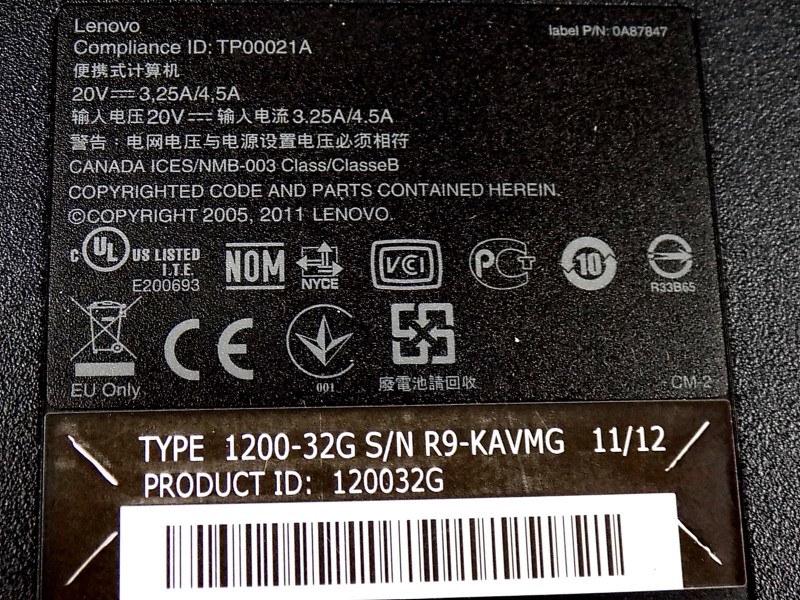 Lenovo
label P/N: 0A87847
Compliance ID: TP00021A
便携式计算机
20V⎓3,25A/4,5A
输入电压20V⎓输入电流3.25A/4.5A
警告：电网电压与电源设置电压必须相符
CANADA ICES/NMB-003 Class/ClasseB
COPYRIGHTED CODE AND PARTS CONTAINED HEREIN.
©COPYRIGHT 2005, 2011 LENOVO.
C UL US LISTED
I.T.E.
E200693
NOM
NYCE
VCI
PCT
10
R33B65
EU Only
CE
001
廢電池請回收
CM-2
TYPE 1200-32G S/N R9-KAVMG 11/12
PRODUCT ID: 120032G